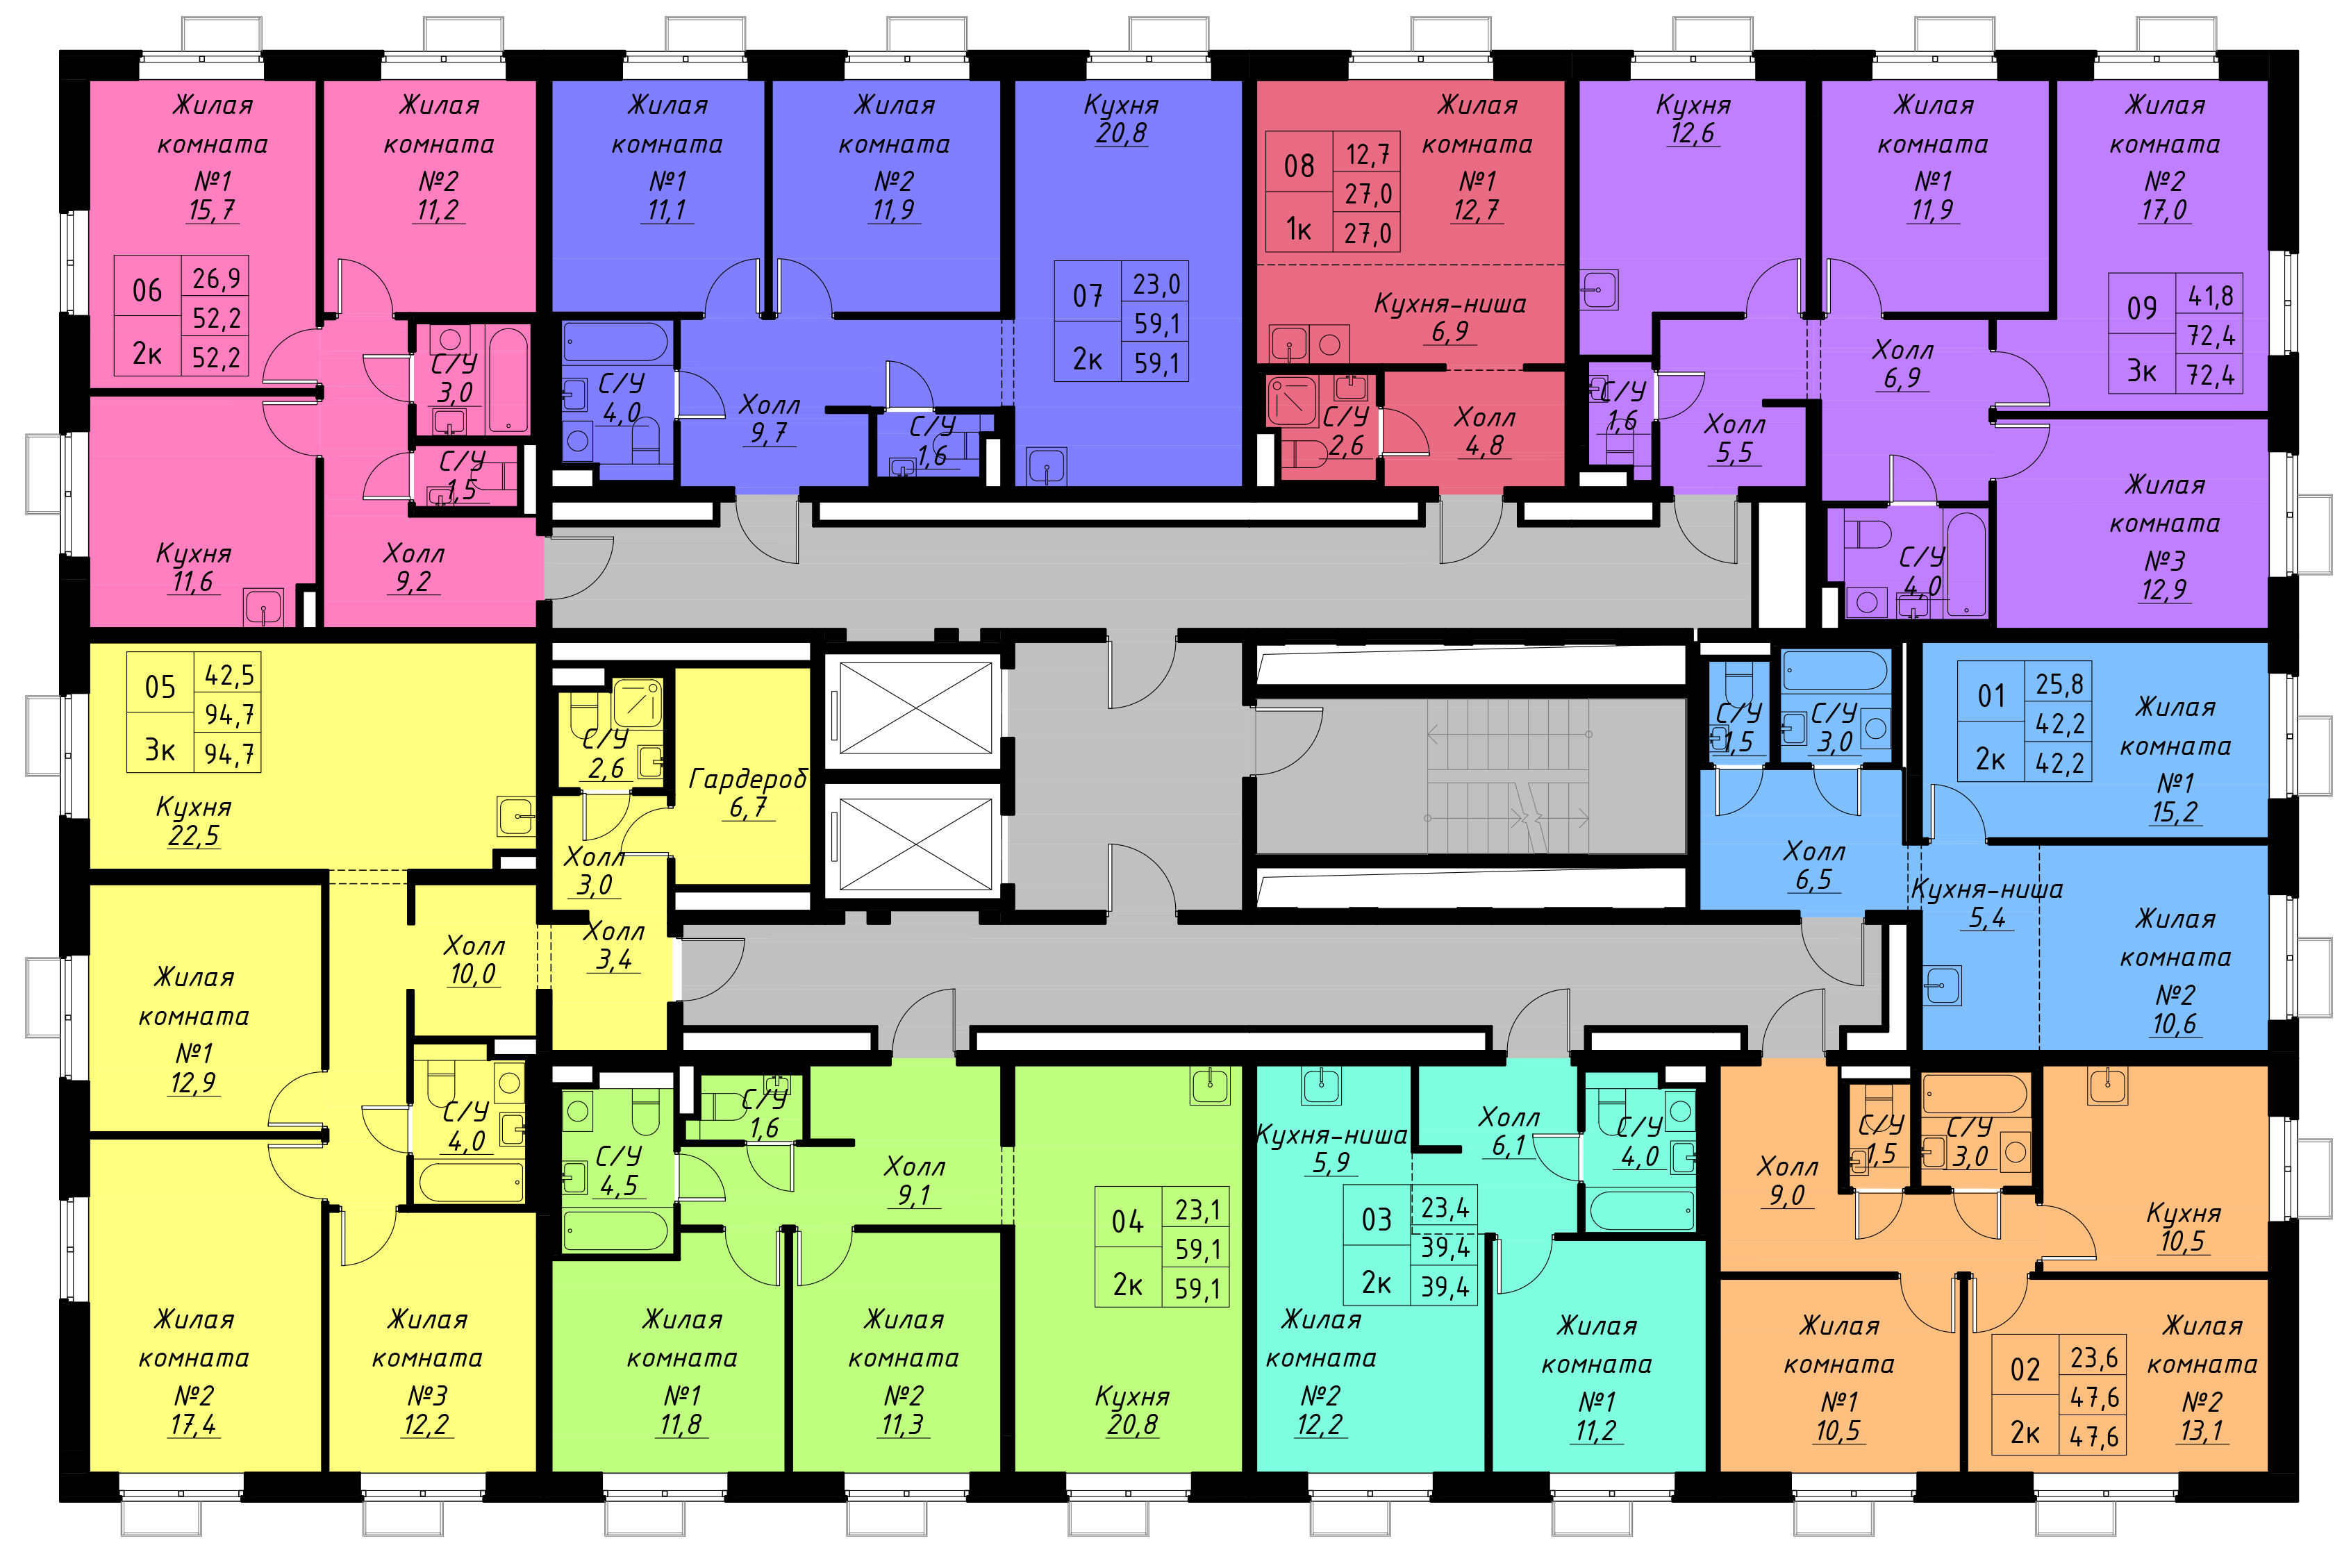 Жилая
комната
№1
15,7
Жилая
комната
№2
11,2
06
2к
26,9
52,2
52,2
С/У
3,0
С/У
1,5
Кухня
11,6
Холл
9,2
Жилая
комната
№1
11,1
Жилая
комната
№2
11,9
Кухня
20,8
07
2к
23,0
59,1
59,1
С/У
4,0
Холл
9,7
С/У
1,6
08
1к
12,7
27,0
27,0
Жилая
комната
№1
12,7
Кухня-ниша
6,9
С/У
2,6
Холл
4,8
Кухня
12,6
Жилая
комната
№1
11,9
Жилая
комната
№2
17,0
09
3к
41,8
72,4
72,4
Холл
6,9
С/У
1,6
Холл
5,5
С/У
4,0
Жилая
комната
№3
12,9
05
3к
42,5
94,7
94,7
Кухня
22,5
С/У
2,6
Гардероб
6,7
Холл
3,0
Холл
3,4
Холл
10,0
Жилая
комната
№1
12,9
С/У
4,0
Жилая
комната
№2
17,4
Жилая
комната
№3
12,2
С/У
1,5
С/У
3,0
01
2к
25,8
42,2
42,2
Жилая
комната
№1
15,2
Холл
6,5
Кухня-ниша
5,4
Жилая
комната
№2
10,6
С/У
4,5
С/У
1,6
Холл
9,1
04
2к
23,1
59,1
59,1
Жилая
комната
№1
11,8
Жилая
комната
№2
11,3
Кухня
20,8
Кухня-ниша
5,9
Холл
6,1
С/У
4,0
03
2к
23,4
39,4
39,4
Жилая
комната
№2
12,2
Жилая
комната
№1
11,2
Холл
9,0
С/У
1,5
С/У
3,0
Кухня
10,5
Жилая
комната
№1
10,5
02
2к
23,6
47,6
47,6
Жилая
комната
№2
13,1